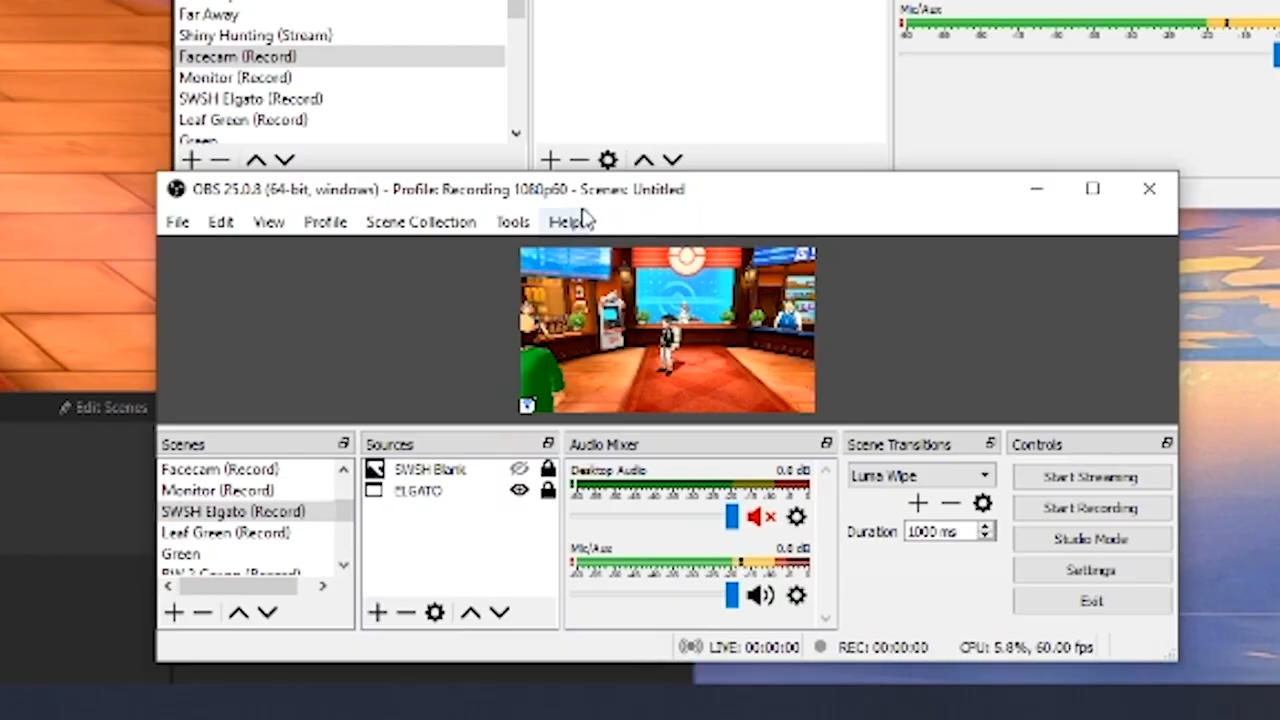 Far Away
Shiny Hunting (Stream)
Facecam (Record)
Monitor (Record)
SWSH Elgato (Record)
Leaf Green (Record)
Green
Mic/Aux
OBS 25.0.8 (64-bit, windows) - Profile: Recording 1080p60 - Scenes: Untitled
File Edit View Profile Scene Collection Tools Help
Edit Scenes
Scenes
Facecam (Record)
Monitor (Record)
SWSH Elgato (Record)
Leaf Green (Record)
Green
Sources
SWSH Blank
ELGATO
Audio Mixer
Desktop Audio 0.0 dB
Mic/Aux 0.0 dB
Scene Transitions
Luma Wipe
Duration 1000 ms
Controls
Start Streaming
Start Recording
Studio Mode
Settings
Exit
LIVE: 00:00:00 REC: 00:00:00 CPU: 5.8%, 60.00 fps